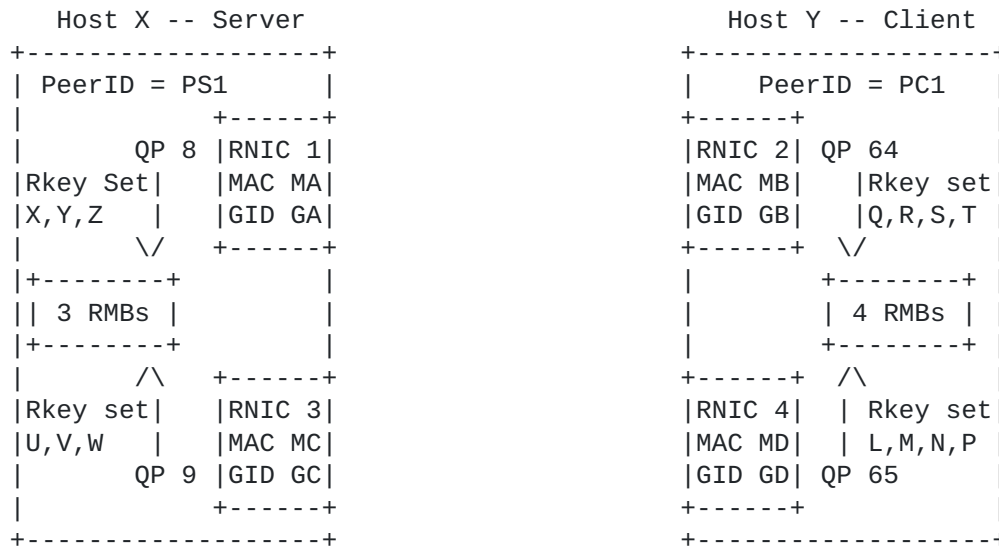 Host X -- Server                            Host Y -- Client
+-------------------+                     +-------------------+
| PeerID = PS1      |                     |    PeerID = PC1   |
|            +------+                     +------+            |
|       QP 8 |RNIC 1|                     |RNIC 2| QP 64      |
|Rkey Set|   |MAC MA|                     |MAC MB|   |Rkey set|
|X,Y,Z   |   |GID GA|                     |GID GB|   |Q,R,S,T |
|       \/   +------+                     +------+  \/        |
|+--------+         |                     |        +--------+ |
|| 3 RMBs |         |                     |        | 4 RMBs | |
|+--------+         |                     |        +--------+ |
|       /\   +------+                     +------+  /\        |
|Rkey set|   |RNIC 3|                     |RNIC 4|  | Rkey set|
|U,V,W   |   |MAC MC|                     |MAC MD|  | L,M,N,P |
|       QP 9 |GID GC|                     |GID GD| QP 65      |
|            +------+                     +------+            |
+-------------------+                     +-------------------+